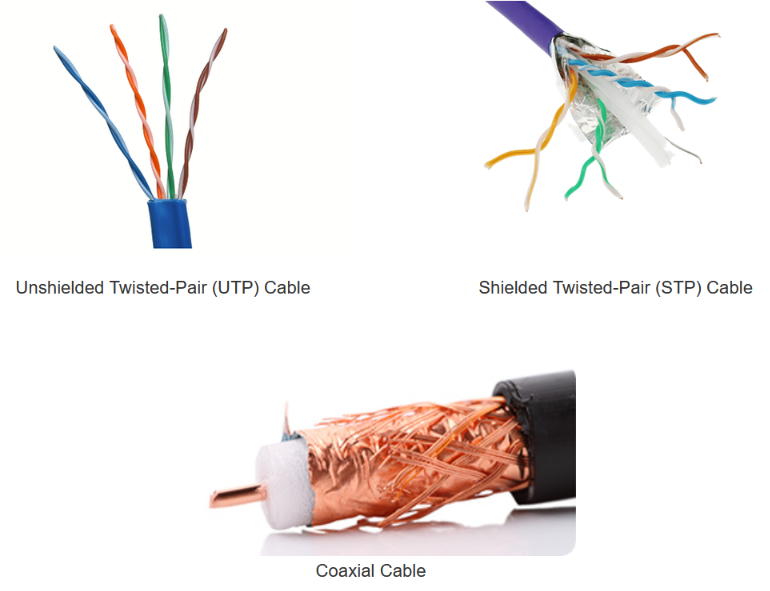 Unshielded Twisted-Pair (UTP) Cable
Shielded Twisted-Pair (STP) Cable
Coaxial Cable